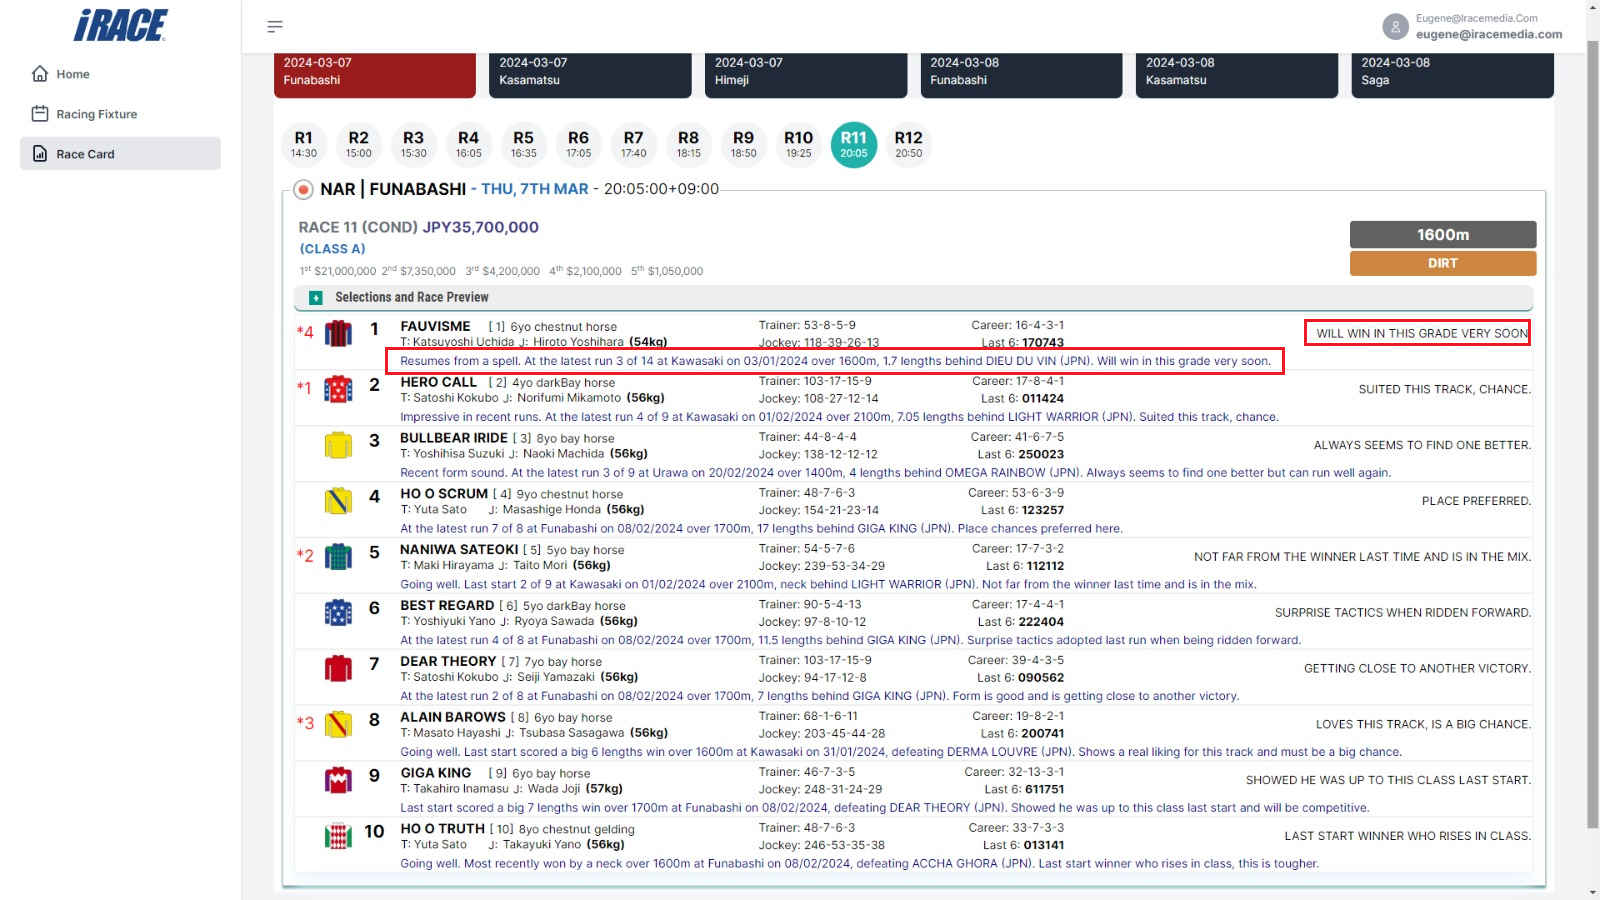 iRACE
Home
Racing Fixture
Race Card
Eugene@Iracemedia.Com
eugene@iracemedia.com
2024-03-07
Funabashi
2024-03-07
Kasamatsu
2024-03-07
Himeji
2024-03-08
Funabashi
2024-03-08
Kasamatsu
2024-03-08
Saga
R1
14:30
R2
15:00
R3
15:30
R4
16:05
R5
16:35
R6
17:05
R7
17:40
R8
18:15
R9
18:50
R10
19:25
R11
20:05
R12
20:50
NAR | FUNABASHI - THU, 7TH MAR - 20:05:00+09:00
RACE 11 (COND) JPY35,700,000
(CLASS A)
1st $21,000,000 2nd $7,350,000 3rd $4,200,000 4th $2,100,000 5th $1,050,000
1600m
DIRT
Selections and Race Preview
*4 1 FAUVISME [ 1] 6yo chestnut horse Trainer: 53-8-5-9 Career: 16-4-3-1
T: Katsuyoshi Uchida J: Hiroto Yoshihara (54kg) Jockey: 118-39-26-13 Last 6: 170743
WILL WIN IN THIS GRADE VERY SOON
Resumes from a spell. At the latest run 3 of 14 at Kawasaki on 03/01/2024 over 1600m, 1.7 lengths behind DIEU DU VIN (JPN). Will win in this grade very soon.
*1 2 HERO CALL [ 2] 4yo darkBay horse Trainer: 103-17-15-9 Career: 17-8-4-1
T: Satoshi Kokubo J: Norifumi Mikamoto (56kg) Jockey: 108-27-12-14 Last 6: 011424
SUITED THIS TRACK, CHANCE.
Impressive in recent runs. At the latest run 4 of 9 at Kawasaki on 01/02/2024 over 2100m, 7.05 lengths behind LIGHT WARRIOR (JPN). Suited this track, chance.
3 BULLBEAR IRIDE [ 3] 8yo bay horse Trainer: 44-8-4-4 Career: 41-6-7-5
T: Yoshihisa Suzuki J: Naoki Machida (56kg) Jockey: 138-12-12-12 Last 6: 250023
ALWAYS SEEMS TO FIND ONE BETTER.
Recent form sound. At the latest run 3 of 9 at Urawa on 20/02/2024 over 1400m, 4 lengths behind OMEGA RAINBOW (JPN). Always seems to find one better but can run well again.
4 HO O SCRUM [ 4] 9yo chestnut horse Trainer: 48-7-6-3 Career: 53-6-3-9
T: Yuta Sato J: Masashige Honda (56kg) Jockey: 154-21-23-14 Last 6: 123257
PLACE PREFERRED.
At the latest run 7 of 8 at Funabashi on 08/02/2024 over 1700m, 17 lengths behind GIGA KING (JPN). Place chances preferred here.
*2 5 NANIWA SATEOKI [ 5] 5yo bay horse Trainer: 54-5-7-6 Career: 17-7-3-2
T: Maki Hirayama J: Taito Mori (56kg) Jockey: 239-53-34-29 Last 6: 112112
NOT FAR FROM THE WINNER LAST TIME AND IS IN THE MIX.
Going well. Last start 2 of 9 at Kawasaki on 01/02/2024 over 2100m, neck behind LIGHT WARRIOR (JPN). Not far from the winner last time and is in the mix.
6 BEST REGARD [ 6] 5yo darkBay horse Trainer: 90-5-4-13 Career: 17-4-4-1
T: Yoshiyuki Yano J: Ryoya Sawada (56kg) Jockey: 97-8-10-12 Last 6: 222404
SURPRISE TACTICS WHEN RIDDEN FORWARD.
At the latest run 4 of 8 at Funabashi on 08/02/2024 over 1700m, 11.5 lengths behind GIGA KING (JPN). Surprise tactics adopted last run when being ridden forward.
7 DEAR THEORY [ 7] 7yo bay horse Trainer: 103-17-15-9 Career: 39-4-3-5
T: Satoshi Kokubo J: Seiji Yamazaki (56kg) Jockey: 94-17-12-8 Last 6: 090562
GETTING CLOSE TO ANOTHER VICTORY.
At the latest run 2 of 8 at Funabashi on 08/02/2024 over 1700m, 7 lengths behind GIGA KING (JPN). Form is good and is getting close to another victory.
*3 8 ALAIN BAROWS [ 8] 6yo bay horse Trainer: 68-1-6-11 Career: 19-8-2-1
T: Masato Hayashi J: Tsubasa Sasagawa (56kg) Jockey: 203-45-44-28 Last 6: 200741
LOVES THIS TRACK, IS A BIG CHANCE.
Going well. Last start scored a big 6 lengths win over 1600m at Kawasaki on 31/01/2024, defeating DERMA LOUVRE (JPN). Shows a real liking for this track and must be a big chance.
9 GIGA KING [ 9] 6yo bay horse Trainer: 46-7-3-5 Career: 32-13-3-1
T: Takahiro Inamasu J: Wada Joji (57kg) Jockey: 248-31-24-29 Last 6: 611751
SHOWED HE WAS UP TO THIS CLASS LAST START.
Last start scored a big 7 lengths win over 1700m at Funabashi on 08/02/2024, defeating DEAR THEORY (JPN). Showed he was up to this class last start and will be competitive.
10 HO O TRUTH [ 10] 8yo chestnut gelding Trainer: 48-7-6-3 Career: 33-7-3-3
T: Yuta Sato J: Takayuki Yano (56kg) Jockey: 246-53-35-38 Last 6: 013141
LAST START WINNER WHO RISES IN CLASS.
Going well. Most recently won by a neck over 1600m at Funabashi on 08/02/2024, defeating ACCHA GHORA (JPN). Last start winner who rises in class, this is tougher.